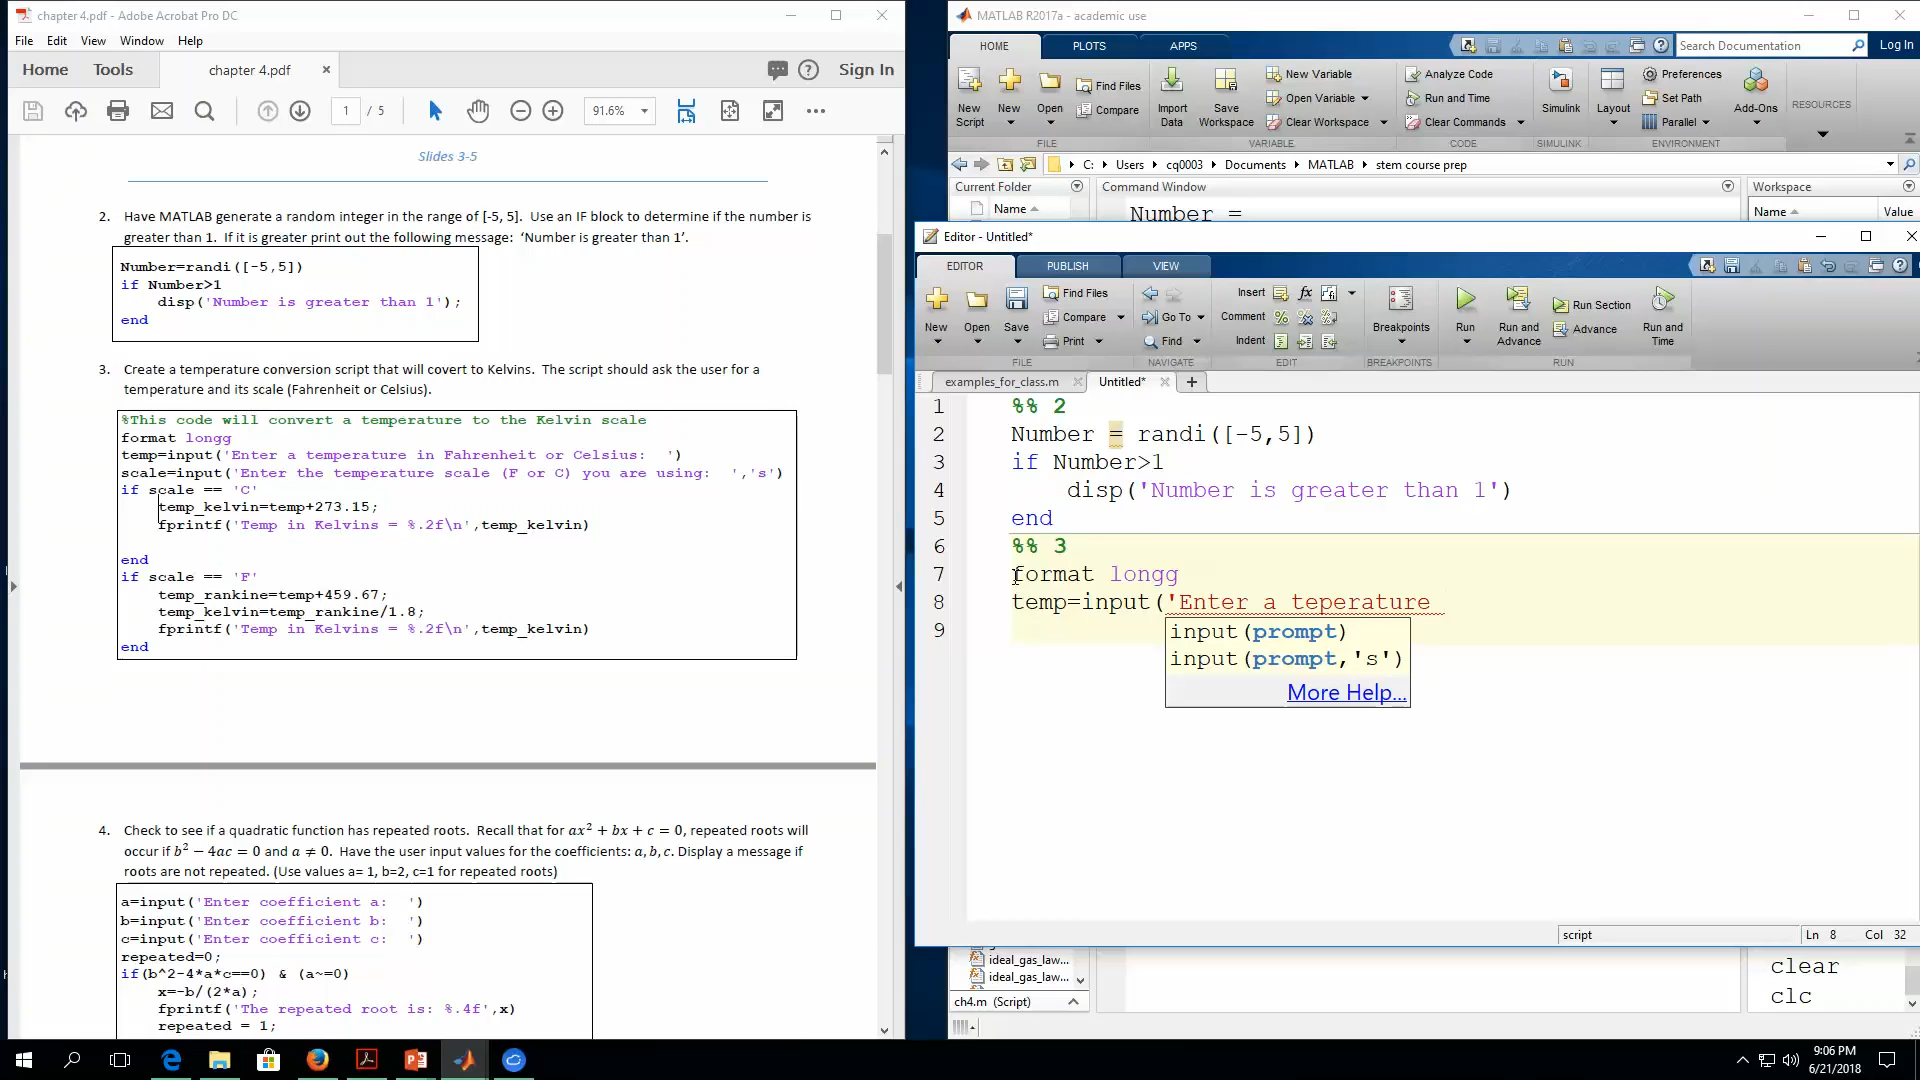 chapter 4.pdf - Adobe Acrobat Pro DC
File Edit View Window Help
Home Tools chapter 4.pdf × Sign In
1 / 5 91.6%
Slides 3-5
2. Have MATLAB generate a random integer in the range of [-5, 5]. Use an IF block to determine if the number is
greater than 1. If it is greater print out the following message: ‘Number is greater than 1’.
Number=randi([-5,5])
if Number>1
disp('Number is greater than 1');
end
3. Create a temperature conversion script that will covert to Kelvins. The script should ask the user for a
temperature and its scale (Fahrenheit or Celsius).
%This code will convert a temperature to the Kelvin scale
format longg
temp=input('Enter a temperature in Fahrenheit or Celsius:  ')
scale=input('Enter the temperature scale (F or C) you are using:  ','s')
if scale == 'C'
temp_kelvin=temp+273.15;
fprintf('Temp in Kelvins = %.2f\n',temp_kelvin)
end
if scale == 'F'
temp_rankine=temp+459.67;
temp_kelvin=temp_rankine/1.8;
fprintf('Temp in Kelvins = %.2f\n',temp_kelvin)
end
4. Check to see if a quadratic function has repeated roots. Recall that for ax² + bx + c = 0, repeated roots will
occur if b² − 4ac = 0 and a ≠ 0. Have the user input values for the coefficients: a, b, c. Display a message if
roots are not repeated. (Use values a= 1, b=2, c=1 for repeated roots)
a=input('Enter coefficient a:  ')
b=input('Enter coefficient b:  ')
c=input('Enter coefficient c:  ')
repeated=0;
if(b^2-4*a*c==0) & (a~=0)
x=-b/(2*a);
fprintf('The repeated root is: %.4f',x)
repeated = 1;
MATLAB R2017a - academic use
HOME PLOTS APPS Search Documentation Log In
New Script New Open Find Files Compare Import Data Save Workspace New Variable Open Variable Clear Workspace Analyze Code Run and Time Clear Commands Simulink Layout Preferences Set Path Parallel Add-Ons RESOURCES
FILE VARIABLE CODE SIMULINK ENVIRONMENT
C: Users cq0003 Documents MATLAB stem course prep
Current Folder Command Window Workspace
Name Number = Name Value
Editor - Untitled*
EDITOR PUBLISH VIEW
New Open Save Find Files Compare Print Go To Find Insert Comment Indent Breakpoints Run Run and Advance Run Section Advance Run and Time
FILE NAVIGATE EDIT BREAKPOINTS RUN
examples_for_class.m × Untitled* × +
1 %% 2
2 Number = randi([-5,5])
3 if Number>1
4 disp('Number is greater than 1')
5 end
6 %% 3
7 format longg
8 temp=input('Enter a teperature
9
input(prompt)
input(prompt,'s')
More Help...
script Ln 8 Col 32
ideal_gas_law...
ideal_gas_law...
ch4.m (Script)
clear
clc
9:06 PM
6/21/2018